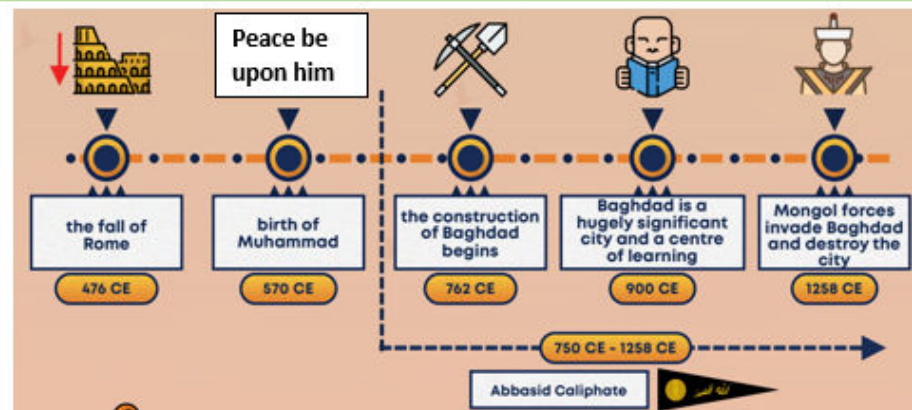 Peace be
upon him
the fall of
Rome
476 CE
birth of
Muhammad
570 CE
the construction
of Baghdad
begins
762 CE
Baghdad is a
hugely significant
city and a centre
of learning
900 CE
Mongol forces
invade Baghdad
and destroy the
city
1258 CE
750 CE - 1258 CE
Abbasid Caliphate